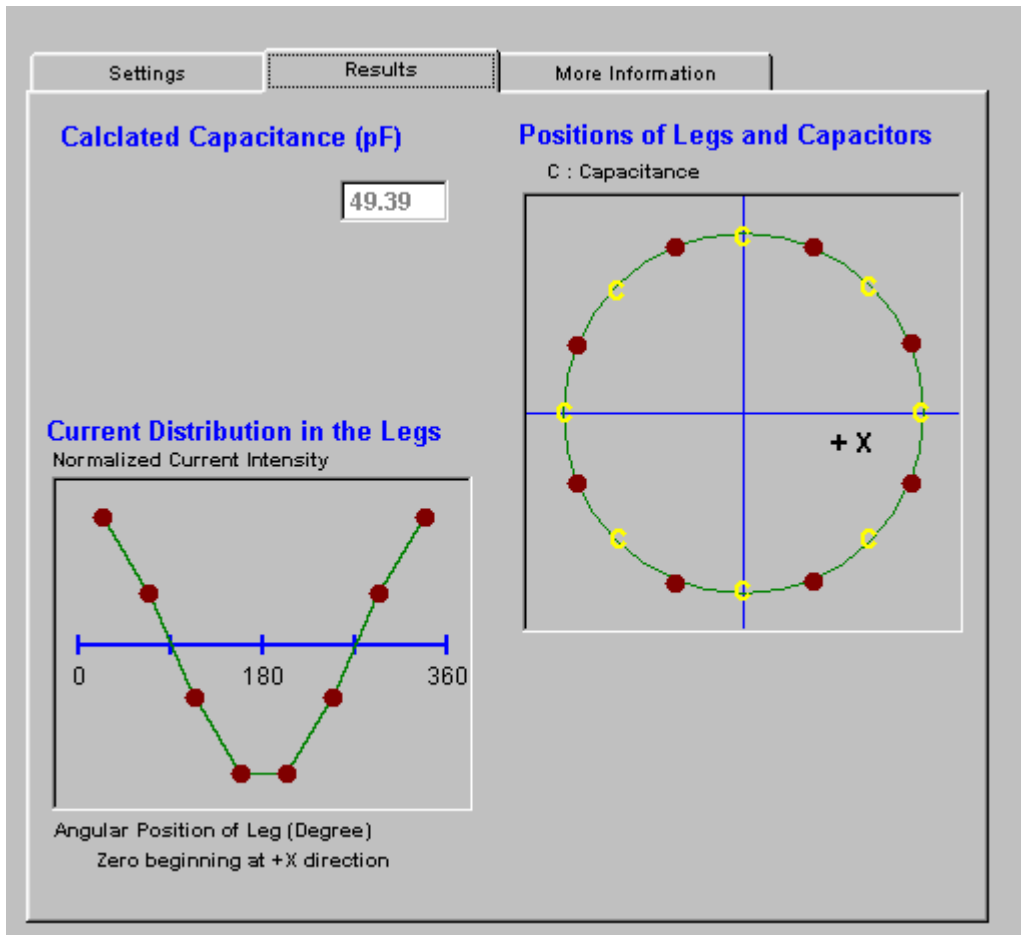 Settings
Results
More Information
Calclated Capacitance (pF)
49.39
Positions of Legs and Capacitors
C : Capacitance
C
C
C
C
C
+ X
C
C
C
Current Distribution in the Legs
Normalized Current Intensity
0
180
360
Angular Position of Leg (Degree)
Zero beginning at +X direction